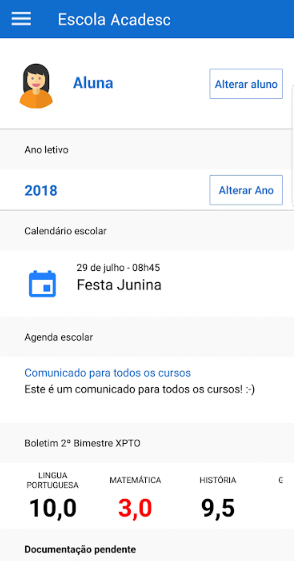 Escola Acadesc
Aluna
Alterar aluno
Ano letivo
2018
Alterar Ano
Calendário escolar
29 de julho - 08h45
Festa Junina
Agenda escolar
Comunicado para todos os cursos
Este é um comunicado para todos os cursos! :-)
Boletim 2º Bimestre XPTO
LINGUA
PORTUGUESA
MATEMÁTICA
HISTÓRIA
G
10,0
3,0
9,5
Documentação pendente